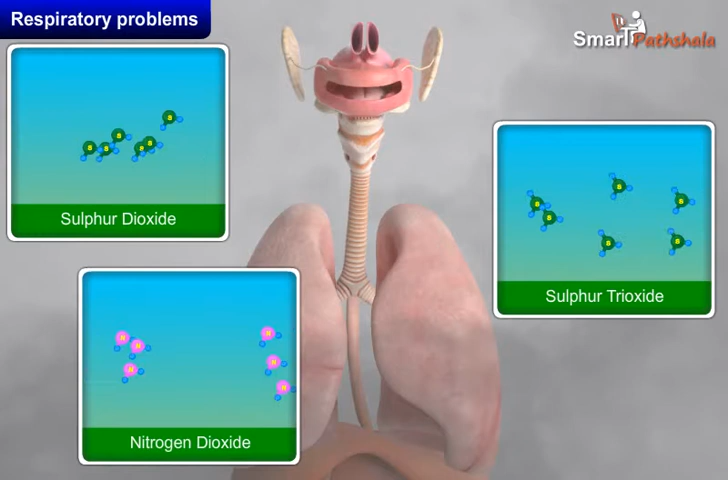 Respiratory problems
Smart Pathshala
S
S
S
S
S
S
Sulphur Dioxide
S
S
S
S
S
S
Sulphur Trioxide
N
N
N
N
N
N
Nitrogen Dioxide